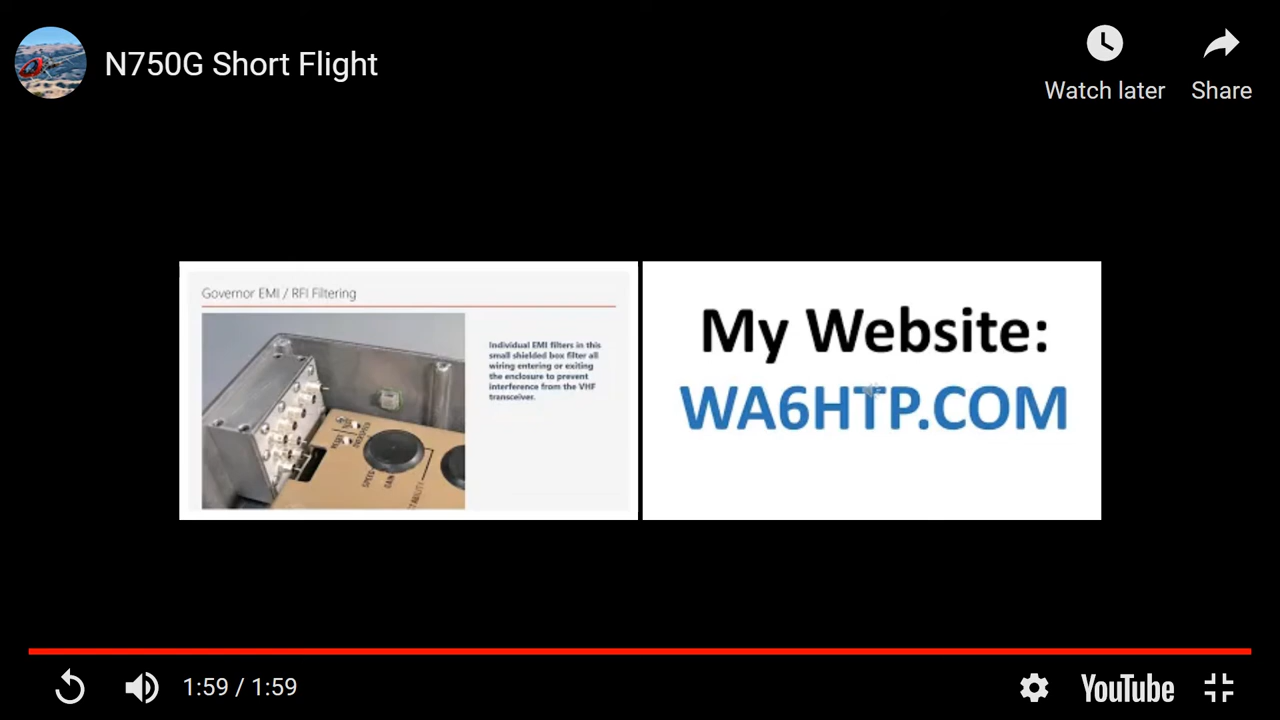 N750G Short Flight
Watch later
Share
Governor EMI / RFI Filtering
Individual EMI filters in this
small shielded box filter all
wiring entering or exiting
the enclosure to prevent
interference from the VHF
transceiver.
SPEED
GAIN
My Website:
WA6HTP.COM
1:59 / 1:59
YouTube